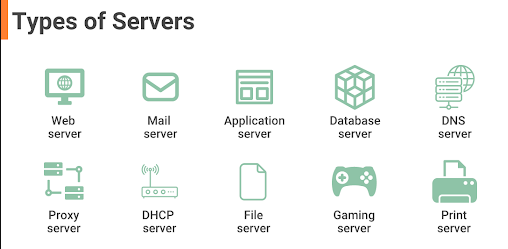 Types of Servers
Web
server
Mail
server
Application
server
Database
server
DNS
server
Proxy
server
DHCP
server
File
server
Gaming
server
Print
server